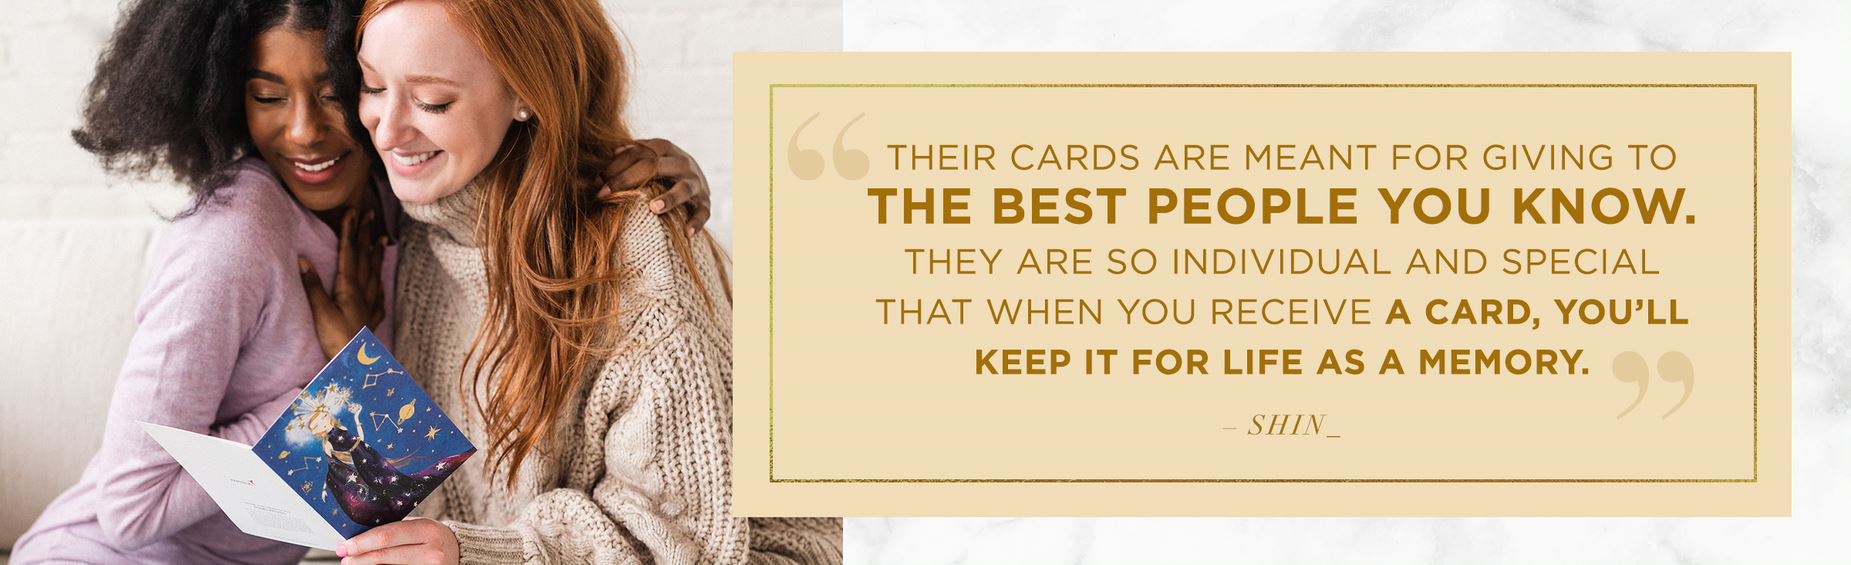 “
THEIR CARDS ARE MEANT FOR GIVING TO
THE BEST PEOPLE YOU KNOW.
THEY ARE SO INDIVIDUAL AND SPECIAL
THAT WHEN YOU RECEIVE A CARD, YOU’LL
KEEP IT FOR LIFE AS A MEMORY.
”
– SHIN_